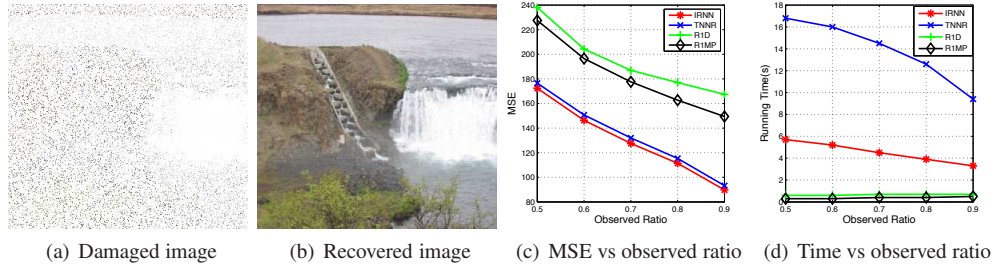 240
220
200
180
160
140
120
100
80
MSE
0.5 0.6 0.7 0.8 0.9
Observed Ratio
IRNN
TNNR
R1D
R1MP
18
16
14
12
10
8
6
4
2
0
Running Time(s)
0.5 0.6 0.7 0.8 0.9
Observed Ratio
IRNN
TNNR
R1D
R1MP
(a) Damaged image
(b) Recovered image
(c) MSE vs observed ratio
(d) Time vs observed ratio